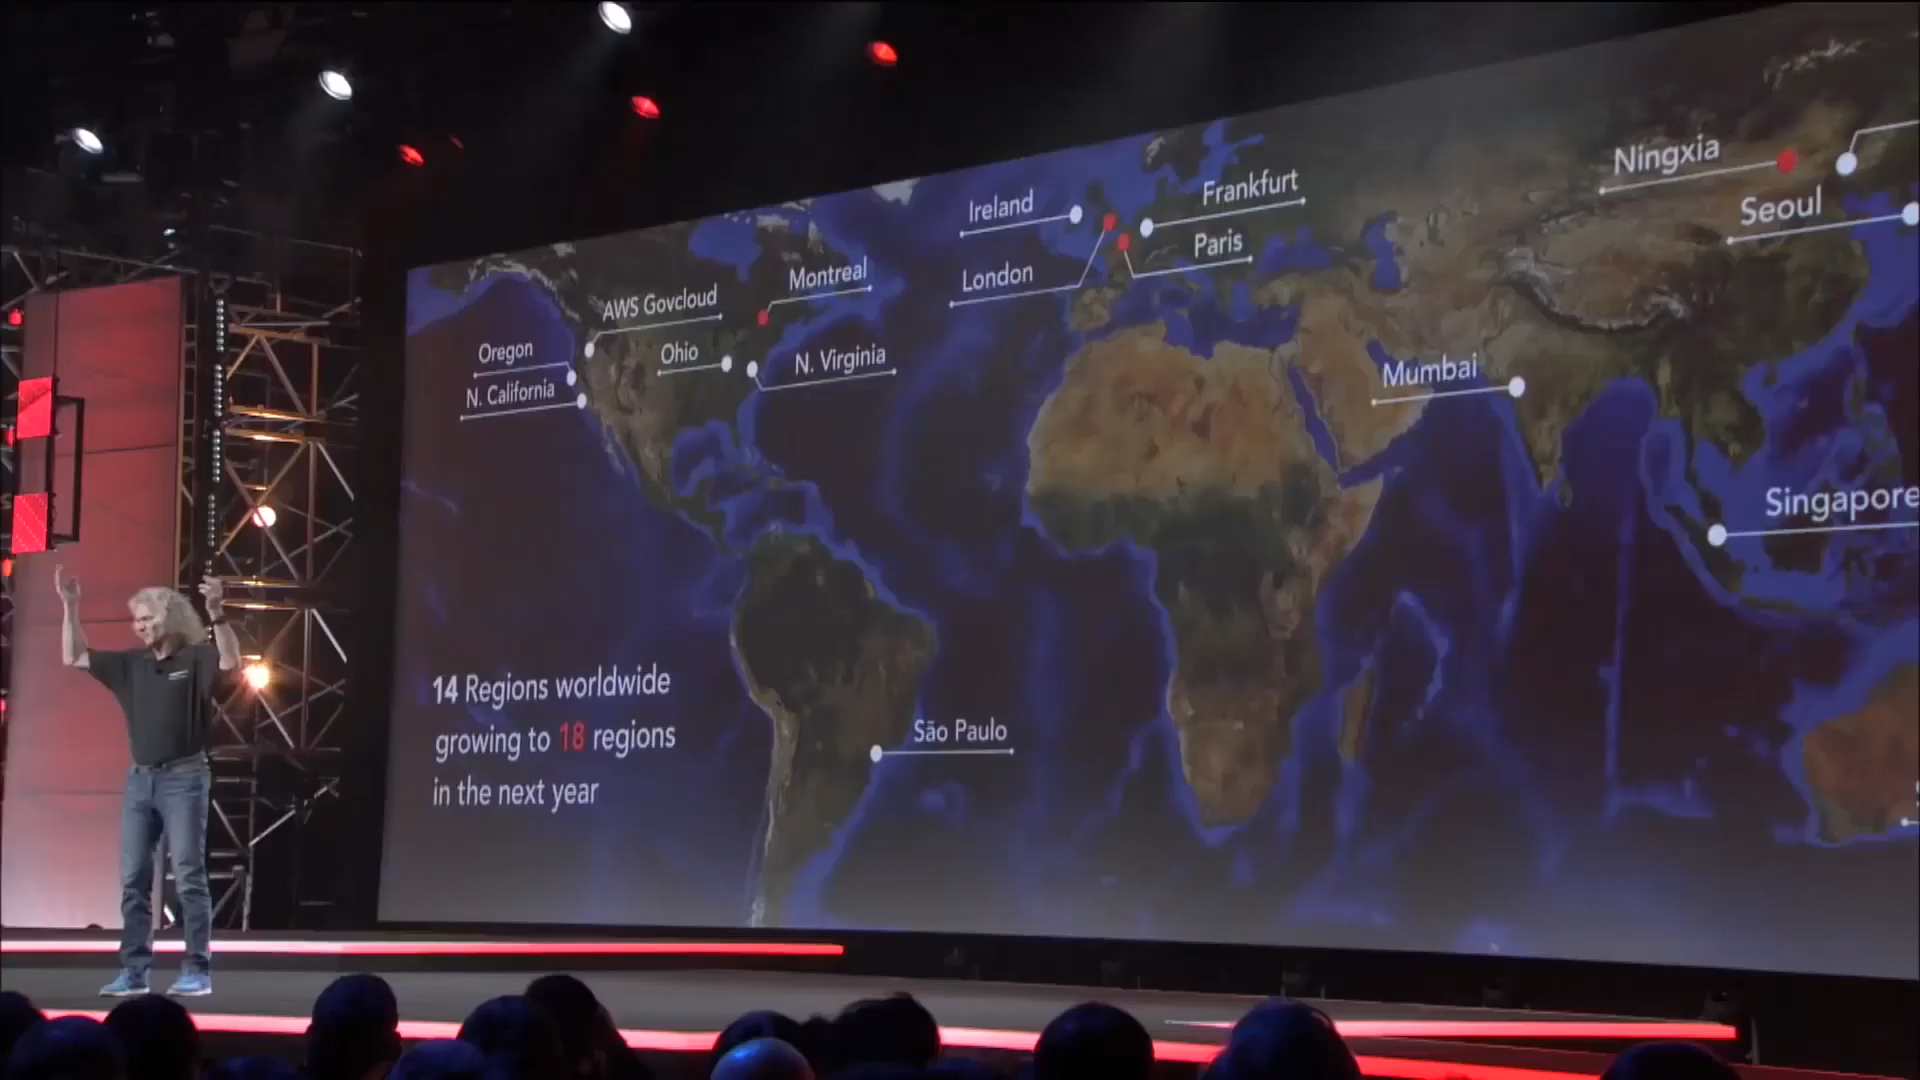 Ningxia
Seoul
Frankfurt
Ireland
Paris
London
Montreal
AWS Govcloud
Oregon
Ohio
N. Virginia
N. California
Mumbai
Singapore
São Paulo
14 Regions worldwide
growing to 18 regions
in the next year